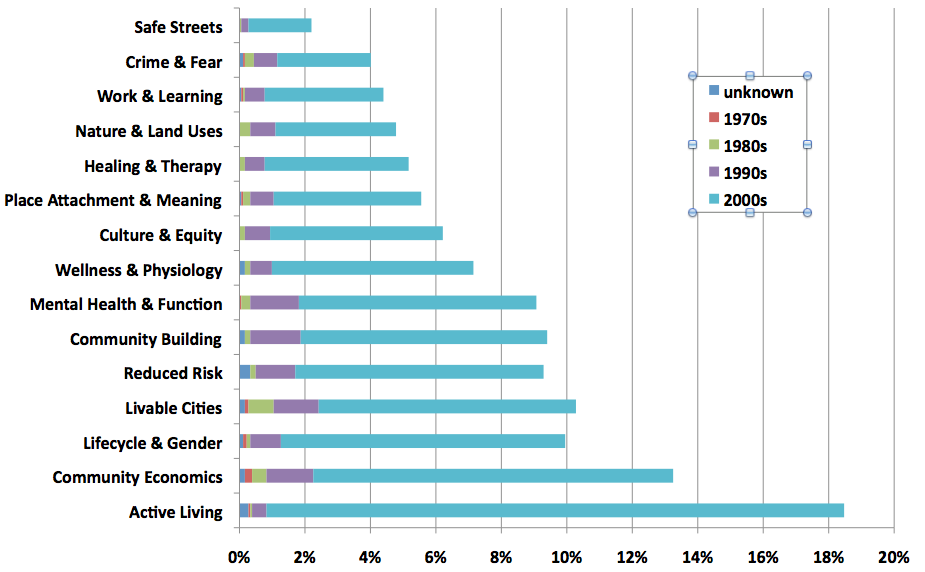 Safe Streets
Crime & Fear
Work & Learning
Nature & Land Uses
Healing & Therapy
Place Attachment & Meaning
Culture & Equity
Wellness & Physiology
Mental Health & Function
Community Building
Reduced Risk
Livable Cities
Lifecycle & Gender
Community Economics
Active Living
unknown
1970s
1980s
1990s
2000s
0% 2% 4% 6% 8% 10% 12% 14% 16% 18% 20%